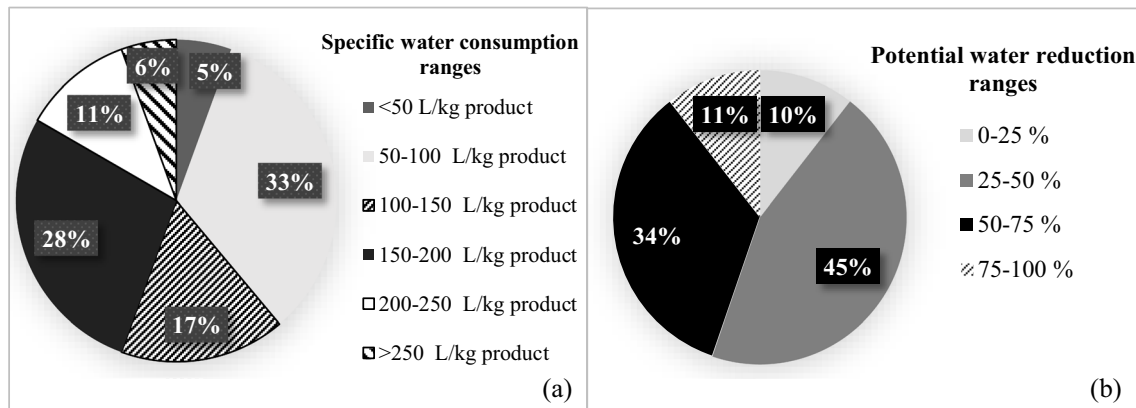 Specific water consumption
ranges
6%
5%
11%
33%
28%
17%
<50 L/kg product
50-100 L/kg product
100-150 L/kg product
150-200 L/kg product
200-250 L/kg product
>250 L/kg product
(a)
Potential water reduction
ranges
11%
10%
34%
45%
0-25 %
25-50 %
50-75 %
75-100 %
(b)